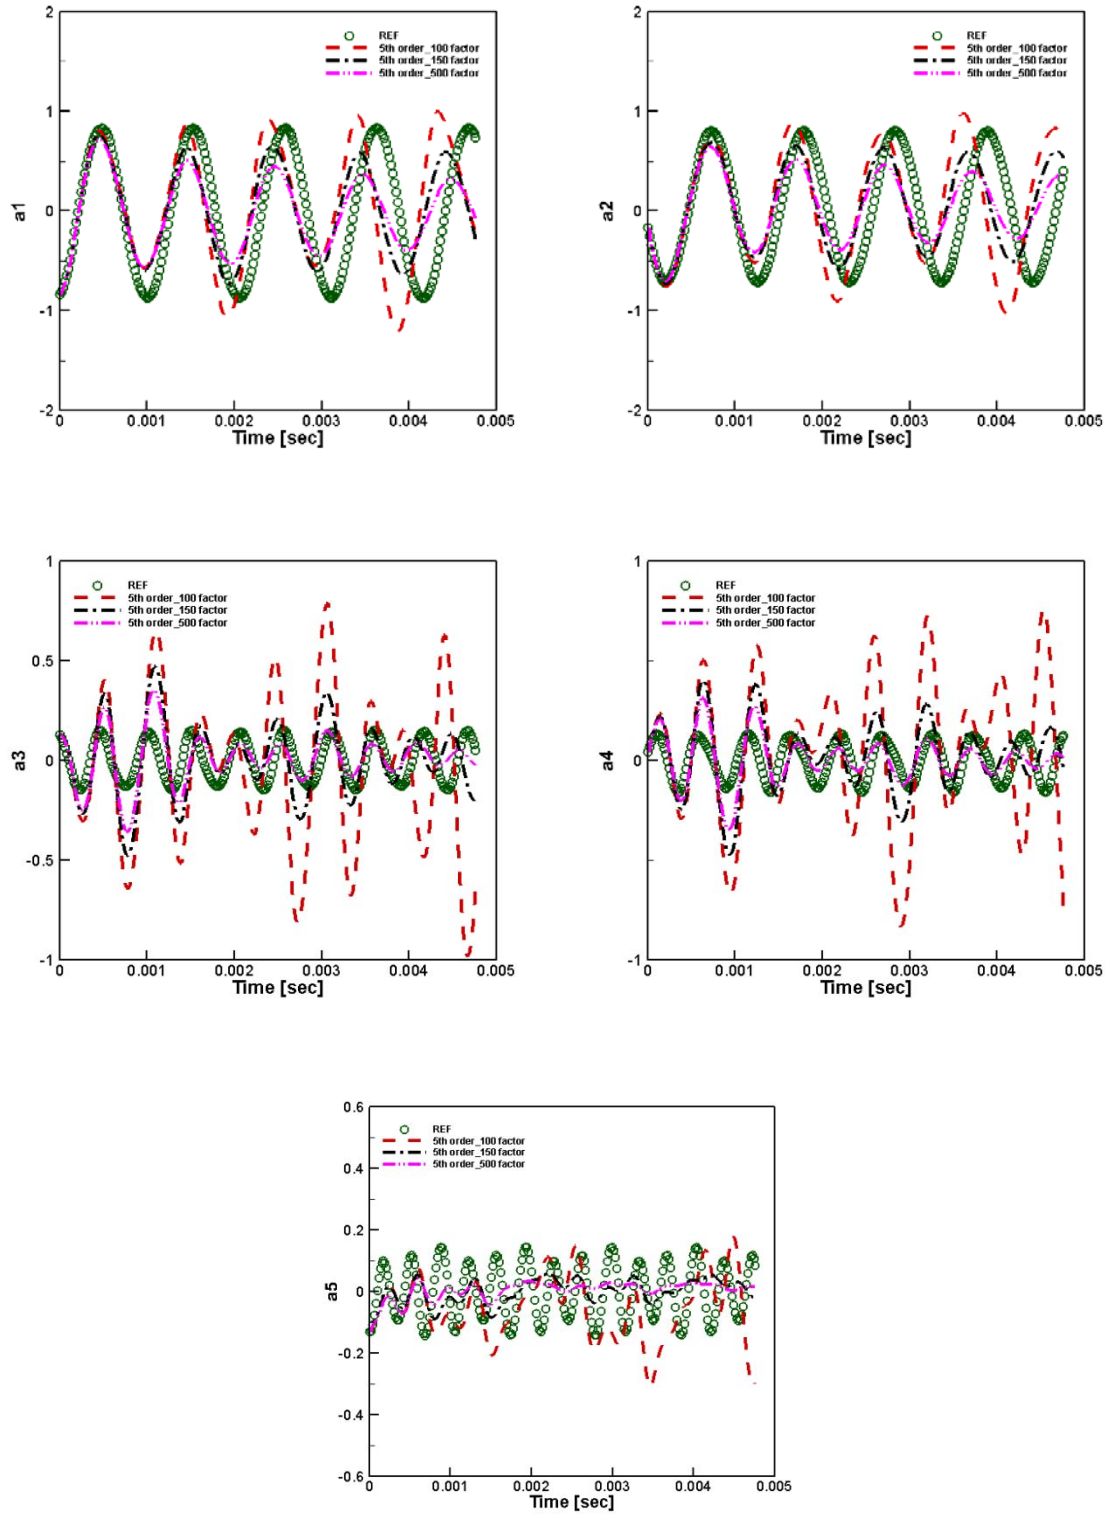 REF
5th order_100 factor
5th order_150 factor
5th order_500 factor
2
1
0
-1
-2
a1
0 0.001 0.002 0.003 0.004 0.005
Time [sec]
REF
5th order_100 factor
5th order_150 factor
5th order_500 factor
2
1
0
-1
-2
a2
0 0.001 0.002 0.003 0.004 0.005
Time [sec]
REF
5th order_100 factor
5th order_150 factor
5th order_500 factor
1
0.5
0
-0.5
-1
a3
0 0.001 0.002 0.003 0.004 0.005
Time [sec]
REF
5th order_100 factor
5th order_150 factor
5th order_500 factor
1
0.5
0
-0.5
-1
a4
0 0.001 0.002 0.003 0.004 0.005
Time [sec]
REF
5th order_100 factor
5th order_150 factor
5th order_500 factor
0.6
0.4
0.2
0
-0.2
-0.4
-0.6
a5
0 0.001 0.002 0.003 0.004 0.005
Time [sec]